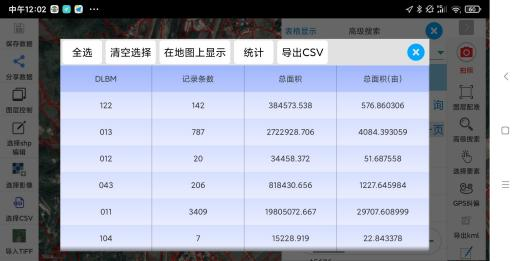 中午12:02
60
表格显示 高级搜索
保存数据
全选 清空选择 在地图上显示 统计 导出CSV
拍照
分享数据
DLBM 记录条数 总面积 总面积(亩)
122 142 384573.538 576.860306
图层控制 图层配准
013 787 2722928.706 4084.393059
询
选择shp
编辑
一页
高级搜索
012 20 34458.372 51.687558
选择影像 选择要素
043 206 818430.656 1227.645984
选择CSV GPS纠偏
011 3409 19805072.667 29707.608999
导入TIFF 导出kml
104 7 15228.919 22.843378